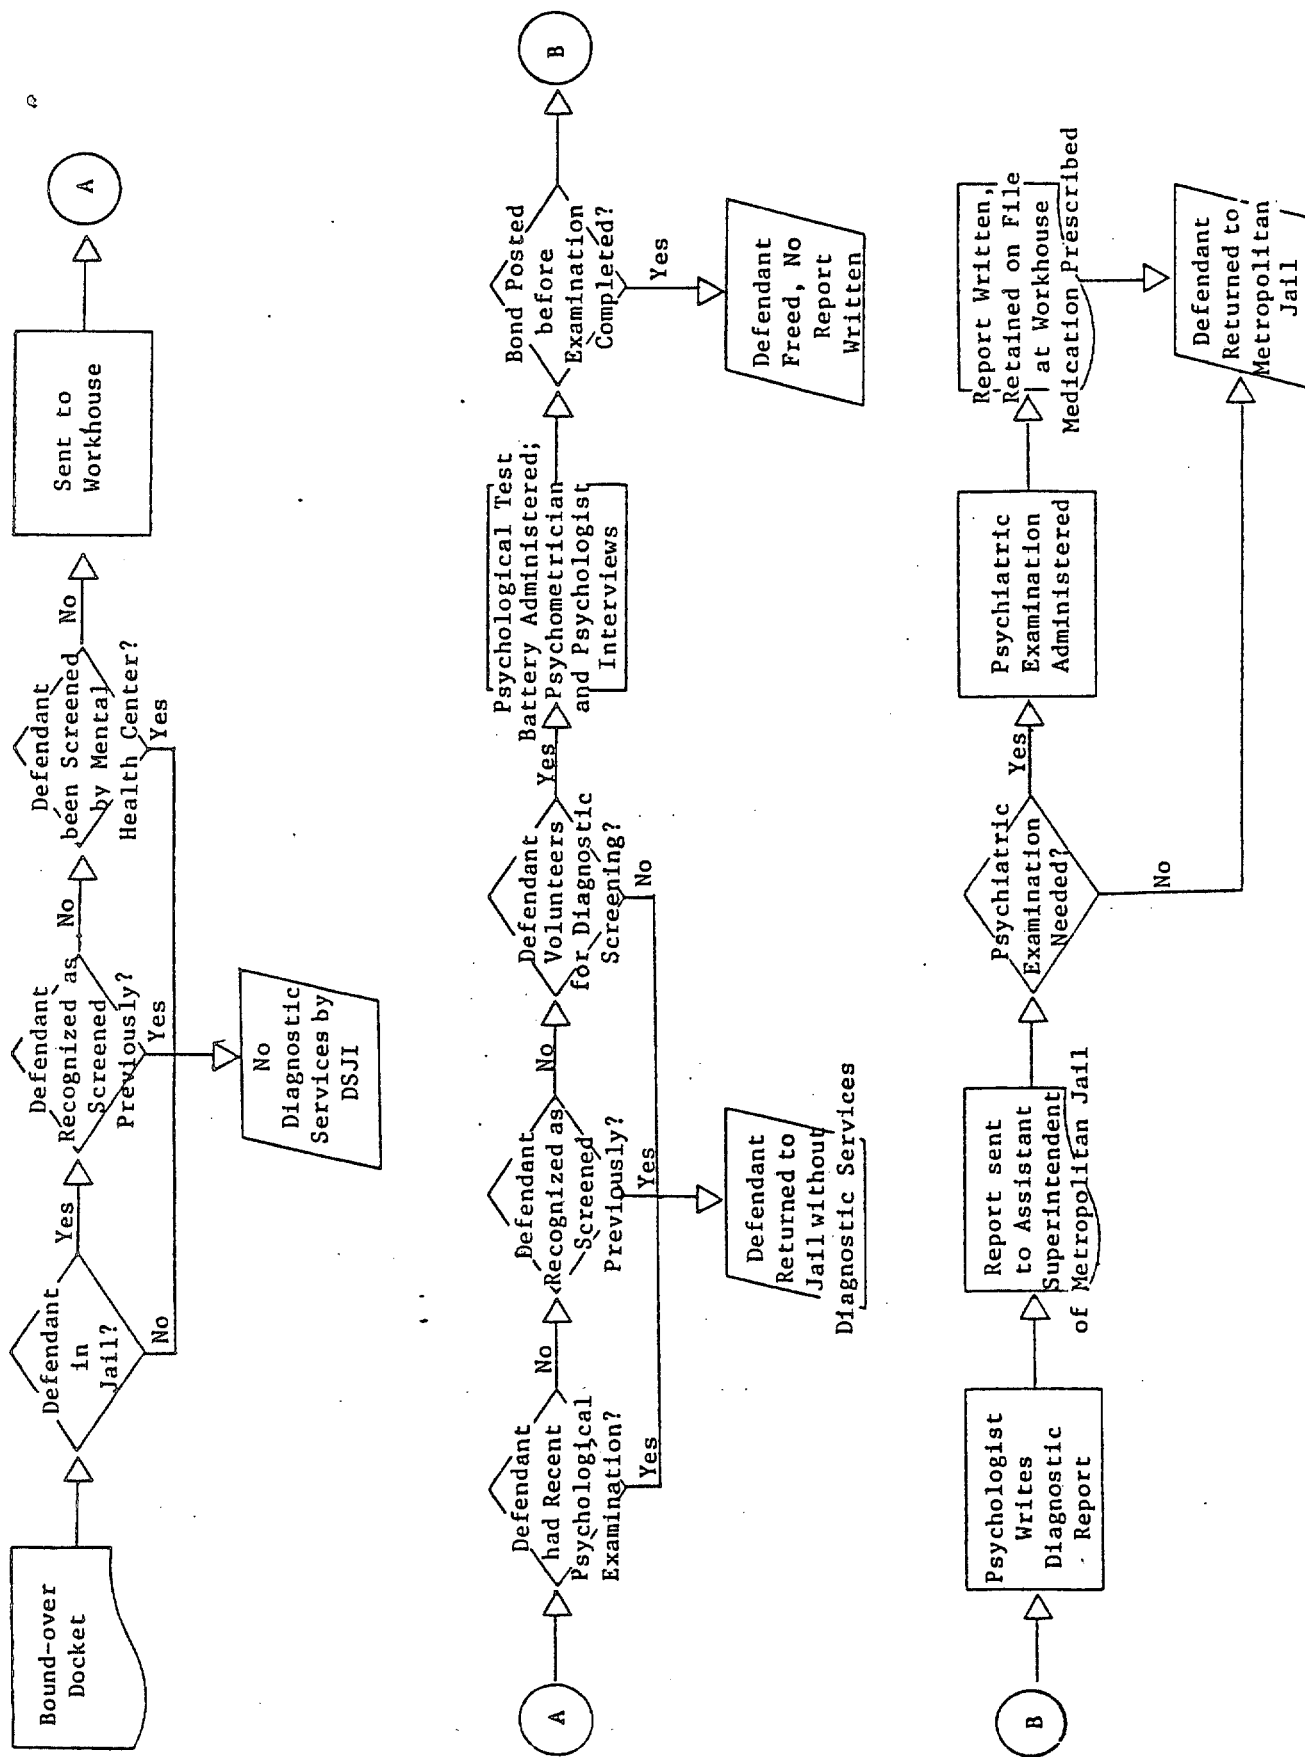 Bound-over
Docket
Defendant
in
Jail?
Yes
No
Defendant
Recognized as
Screened
Previously?
No
Yes
Defendant
been Screened
by Mental
Health Center?
No
Yes
Sent to
Workhouse
A
No
Diagnostic
Services by
DSJI
A
Defendant
had Recent
Psychological
Examination?
No
Yes
Defendant
Recognized as
Screened
Previously?
No
Yes
Defendant
Volunteers
for Diagnostic
Screening?
Yes
No
Psychological Test
Battery Administered;
Psychometrician
and Psychologist
Interviews
Bond Posted
before
Examination
Completed?
Yes
B
Defendant
Returned to
Jail without
Diagnostic Services
Defendant
Freed, No
Report
Written
B
Psychologist
Writes
Diagnostic
Report
Report sent
to Assistant
Superintendent
of Metropolitan Jail
Psychiatric
Examination
Needed?
Yes
No
Psychiatric
Examination
Administered
Report Written,
Retained on File
at Workhouse
Medication Prescribed
Defendant
Returned to
Metropolitan
Jail